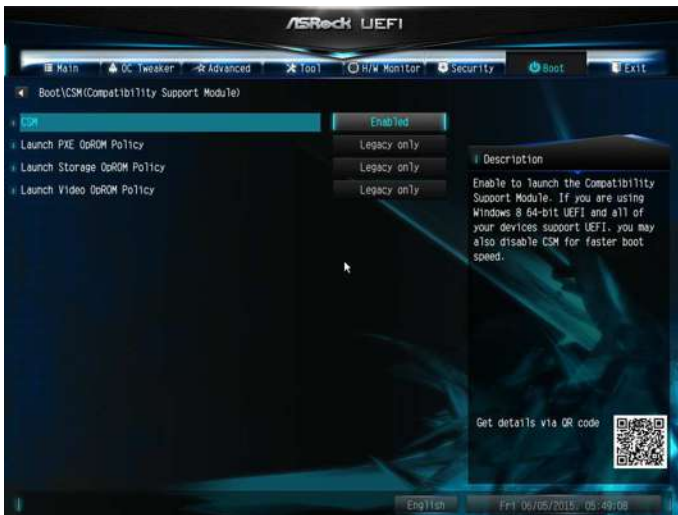 ASRock UEFI
Main OC Tweaker Advanced Tool H/W Monitor Security Boot Exit
Boot\CSM(Compatibility Support Module)
CSM Enabled
Launch PXE OpROM Policy Legacy only
Launch Storage OpROM Policy Legacy only
Launch Video OpROM Policy Legacy only
Description
Enable to launch the Compatibility
Support Module. If you are using
Windows 8 64-bit UEFI and all of
your devices support UEFI. you may
also disable CSM for faster boot
speed.
Get details via QR code
English Fri 06/05/2015. 05:49:08